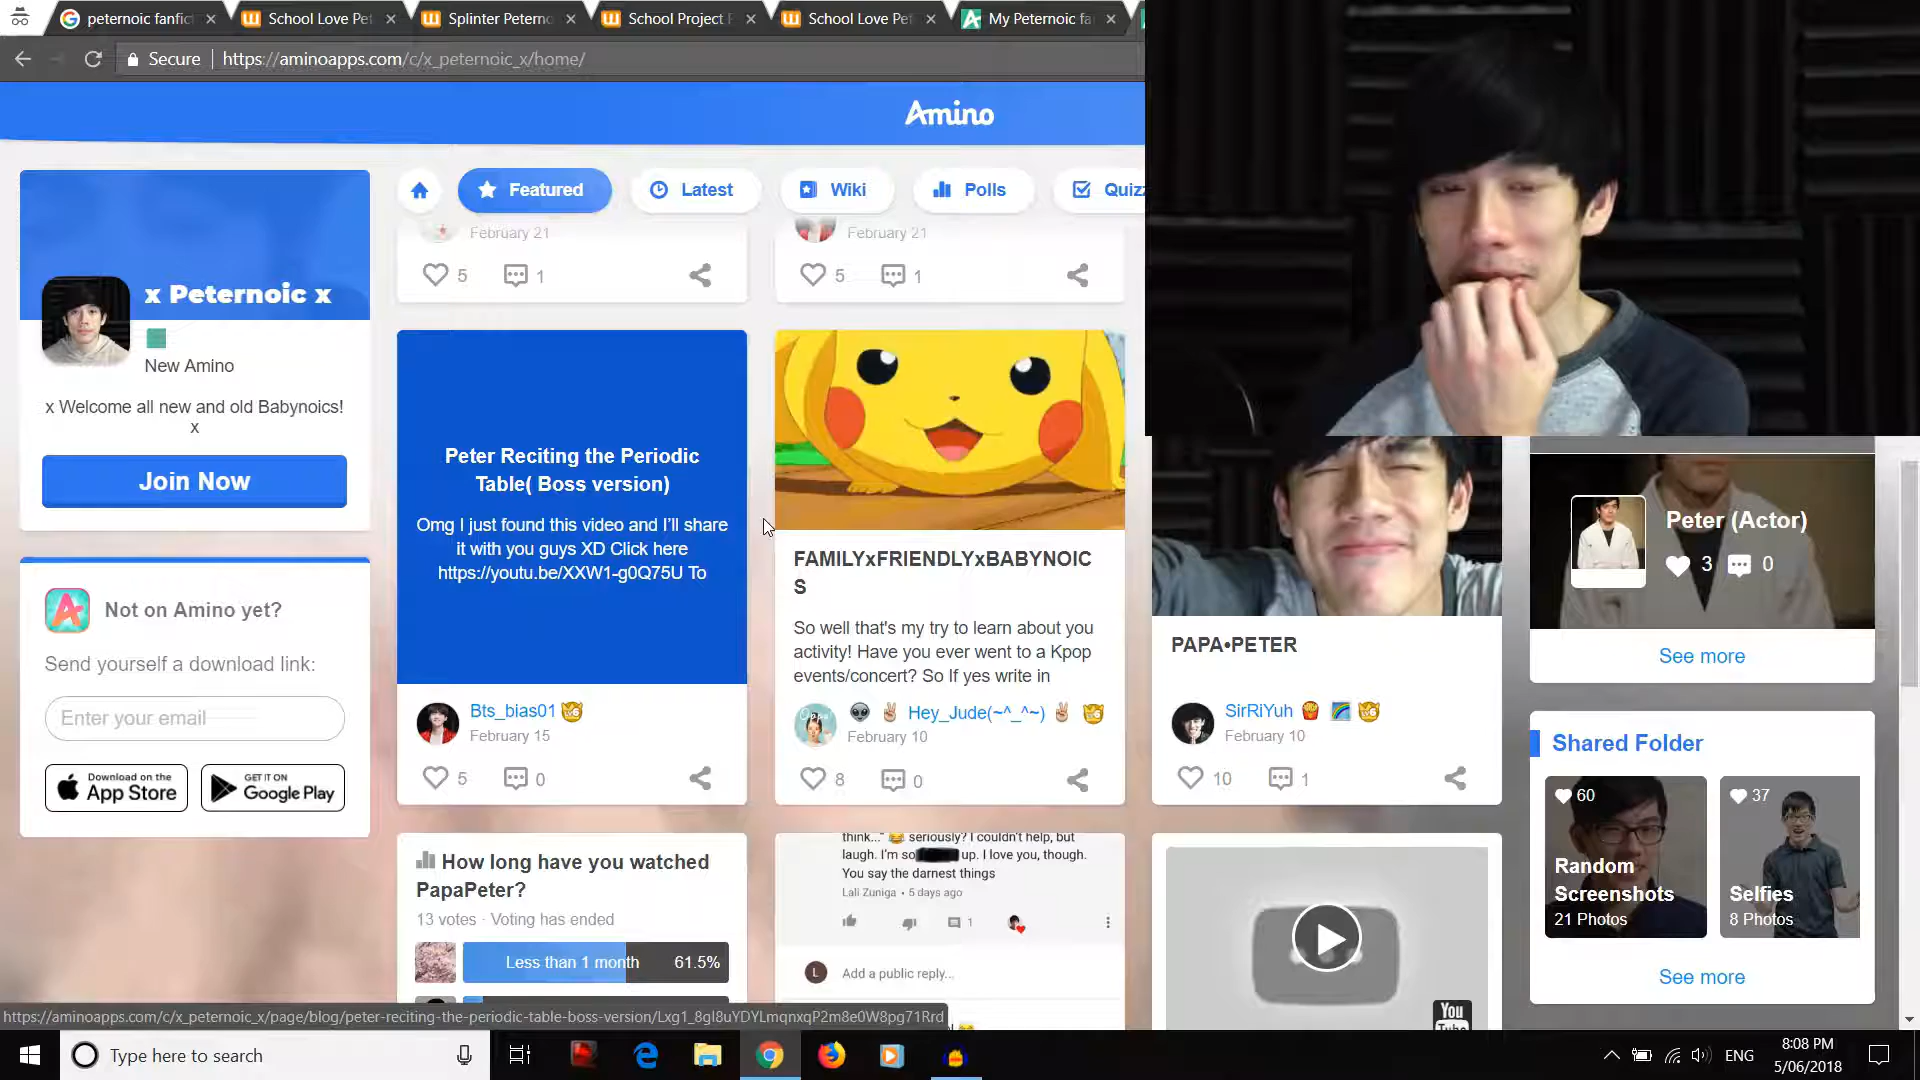 peternoic fanfic
School Love Pet
Splinter Peterno
School Project P
School Love Pet
My Peternoic fa
Secure
https://aminoapps.com/c/x_peternoic_x/home/
Amino
x Peternoic x
New Amino
x Welcome all new and old Babynoics!
x
Join Now
Not on Amino yet?
Send yourself a download link:
Enter your email
Download on the
App Store
GET IT ON
Google Play
Featured
Latest
Wiki
Polls
Quizz
February 21
5
1
February 21
5
1
Peter Reciting the Periodic
Table( Boss version)
Omg I just found this video and I'll share
it with you guys XD Click here
https://youtu.be/XXW1-g0Q75U To
Bts_bias01
February 15
5
0
FAMILYxFRIENDLYxBABYNOIC
S
So well that's my try to learn about you
activity! Have you ever went to a Kpop
events/concert? So If yes write in
Hey_Jude(~^_^~)
February 10
8
0
PAPA•PETER
SirRiYuh
February 10
10
1
Peter (Actor)
3
0
See more
Shared Folder
60
Random
Screenshots
21 Photos
37
Selfies
8 Photos
See more
How long have you watched
PapaPeter?
13 votes · Voting has ended
Less than 1 month
61.5%
think..." seriously? I couldn't help, but
laugh. I'm so up. I love you, though.
You say the darnest things
Lali Zuniga • 5 days ago
1
L
Add a public reply...
You
Tube
https://aminoapps.com/c/x_peternoic_x/page/blog/peter-reciting-the-periodic-table-boss-version/Lxg1_8gI8uYDYLmqnxqP2m8e0W8pg71Rrd
Type here to search
ENG
8:08 PM
5/06/2018